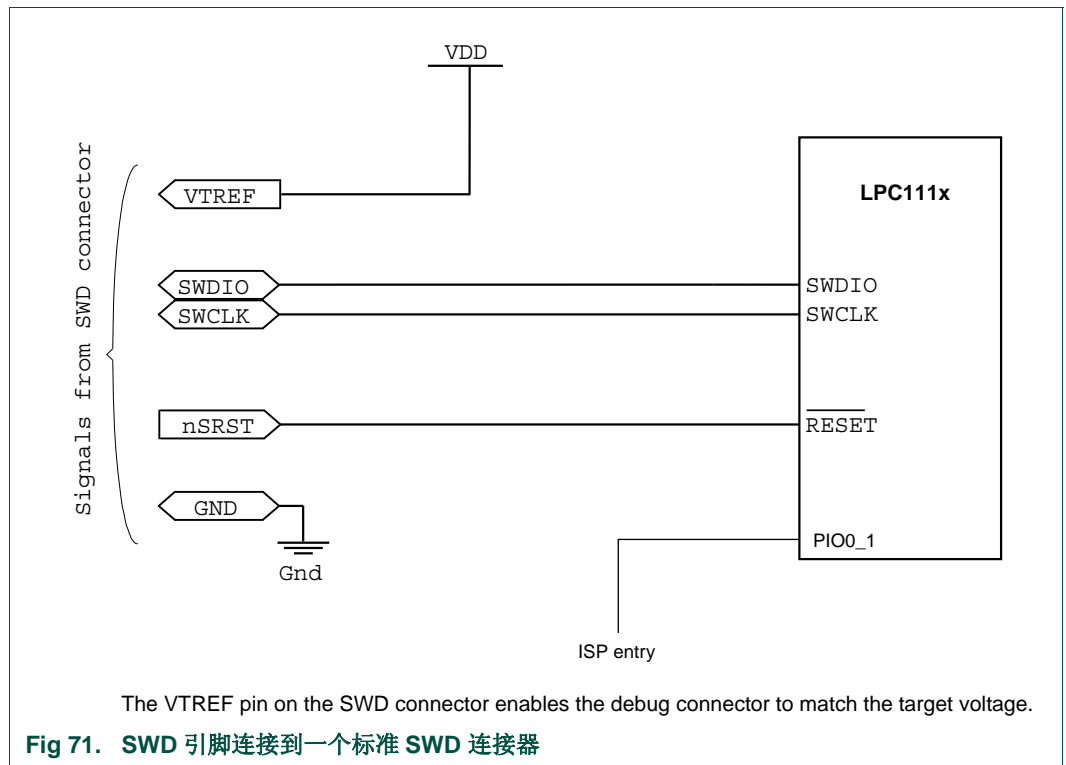 VDD
Signals from SWD connector
VTREF
LPC111x
SWDIO
SWDIO
SWCLK
SWCLK
nSRST
RESET
GND
Gnd
PIO0_1
ISP entry
The VTREF pin on the SWD connector enables the debug connector to match the target voltage.
Fig 71. SWD 引脚连接到一个标准 SWD 连接器